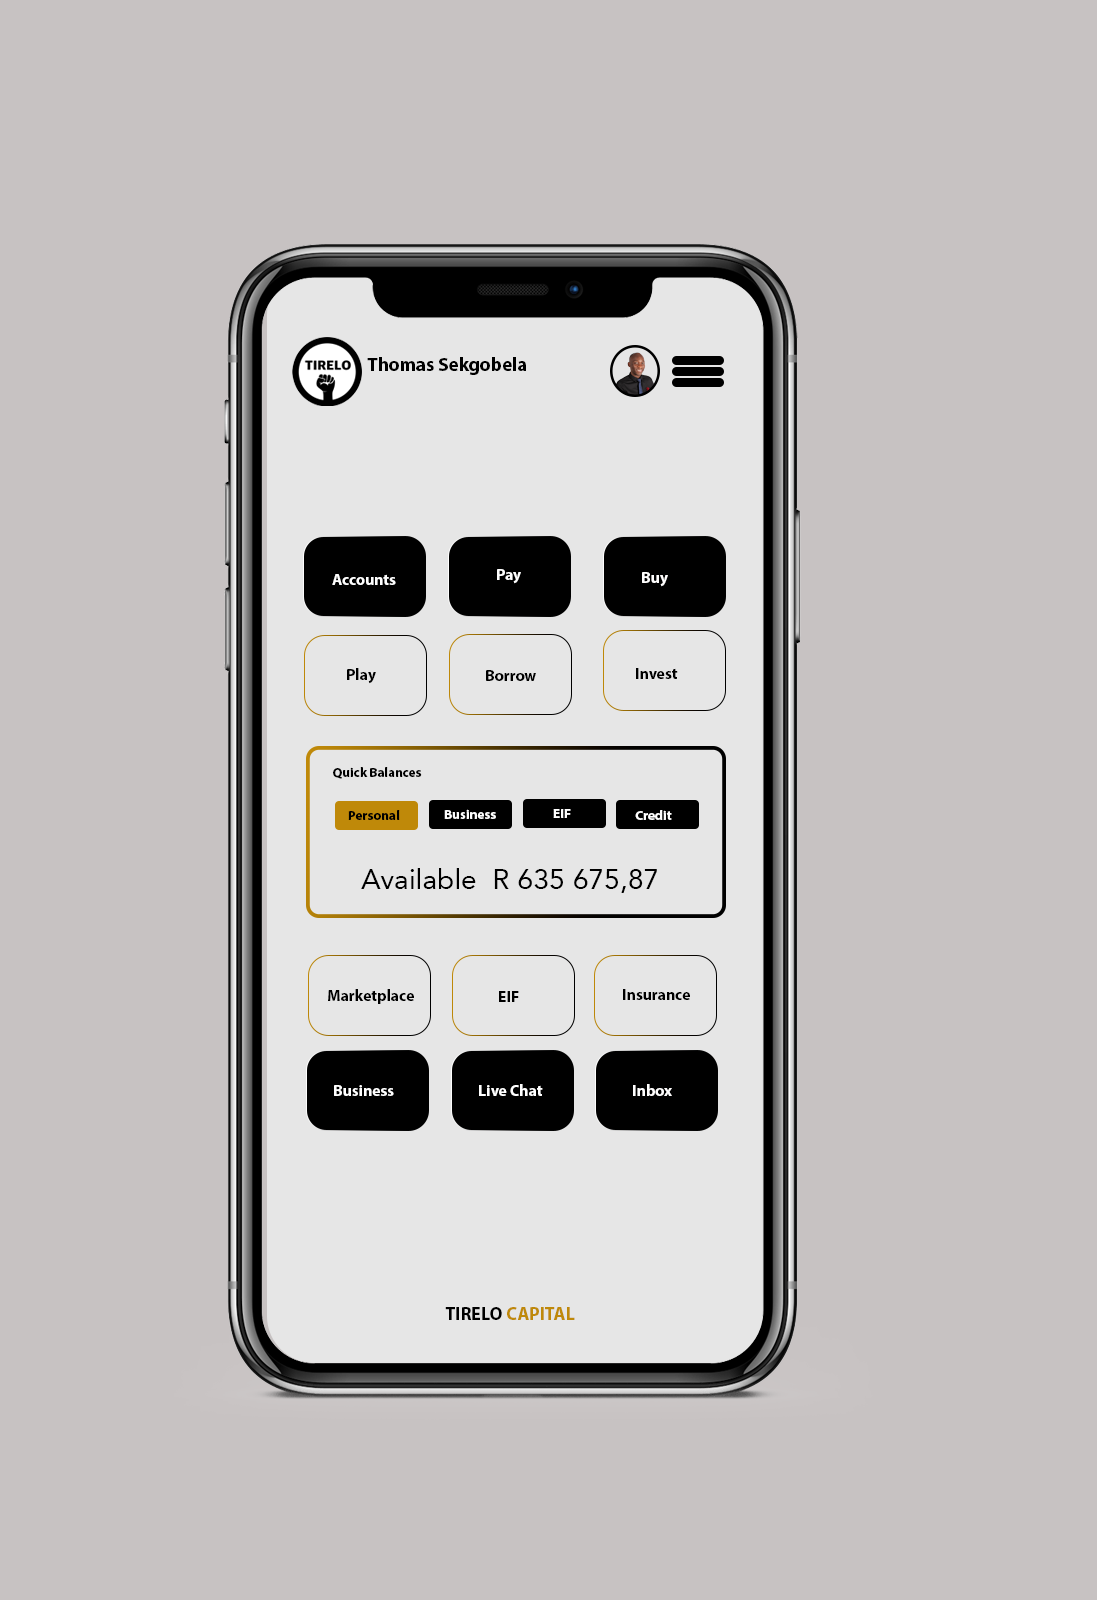 TIRELO
Thomas Sekgobela
Accounts
Pay
Buy
Play
Borrow
Invest
Quick Balances
Personal
Business
EIF
Credit
Available R 635 675,87
Marketplace
EIF
Insurance
Business
Live Chat
Inbox
TIRELO CAPITAL